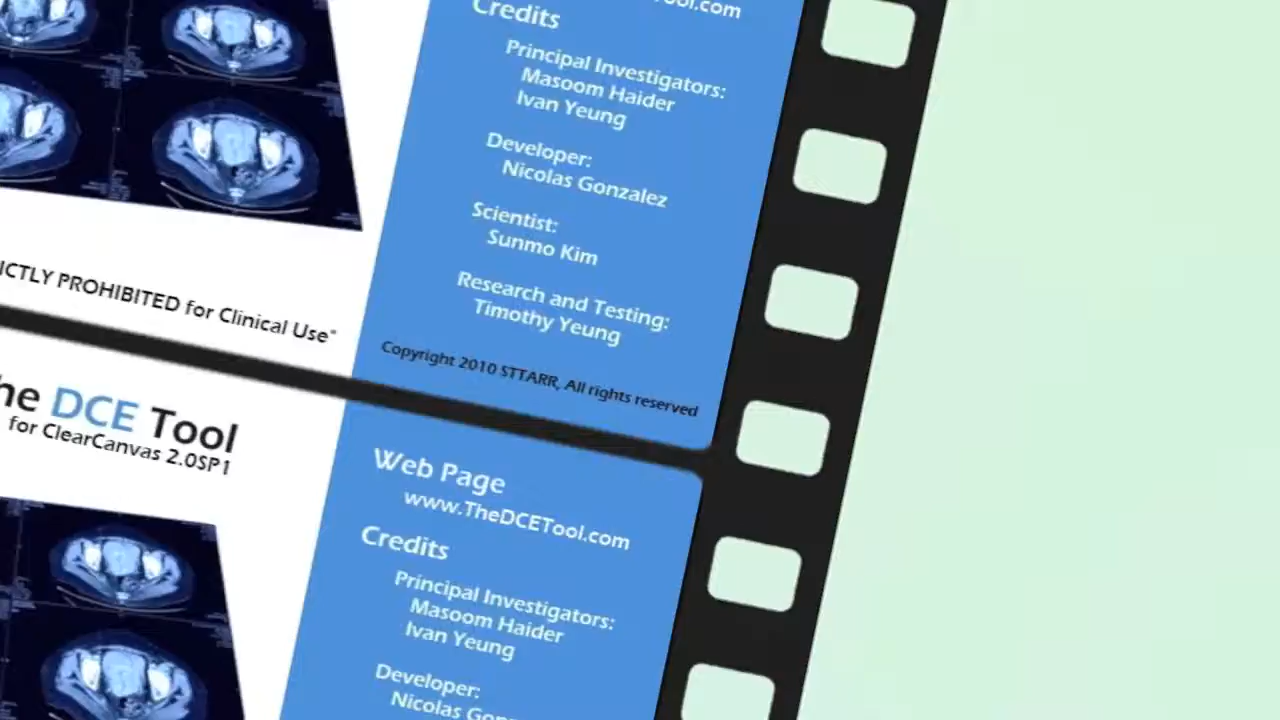 Tool.com
Credits
Principal Investigators:
Masoom Haider
Ivan Yeung
Developer:
Nicolas Gonzalez
Scientist:
Sunmo Kim
Research and Testing:
Timothy Yeung
Copyright 2010 STTARR, All rights reserved
PROHIBITED for Clinical Use"
DCE Tool
for ClearCanvas 2.0SP1
Web Page
www.TheDCETool.com
Credits
Principal Investigators:
Masoom Haider
Ivan Yeung
Developer:
Nicolas